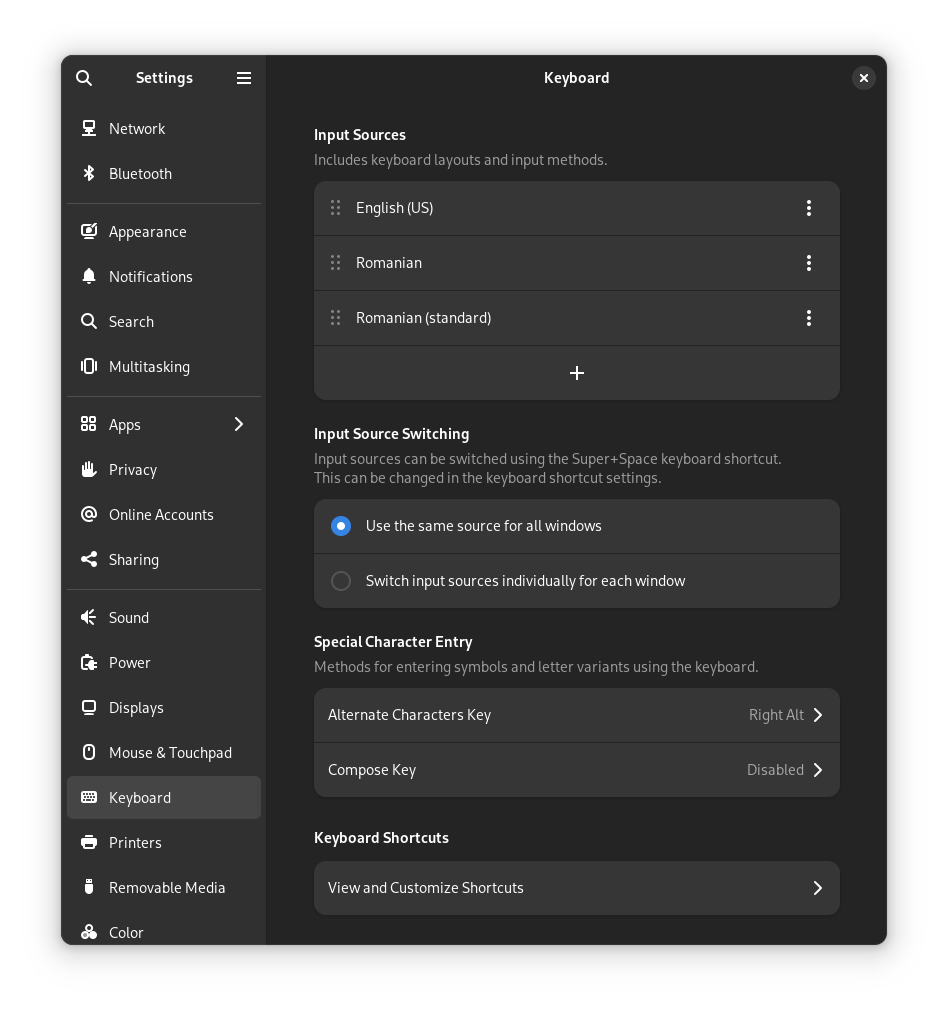 Settings
Keyboard
Network
Bluetooth
Appearance
Notifications
Search
Multitasking
Apps
Privacy
Online Accounts
Sharing
Sound
Power
Displays
Mouse & Touchpad
Keyboard
Printers
Removable Media
Color
Input Sources
Includes keyboard layouts and input methods.
English (US)
Romanian
Romanian (standard)
Input Source Switching
Input sources can be switched using the Super+Space keyboard shortcut.
This can be changed in the keyboard shortcut settings.
Use the same source for all windows
Switch input sources individually for each window
Special Character Entry
Methods for entering symbols and letter variants using the keyboard.
Alternate Characters Key Right Alt
Compose Key Disabled
Keyboard Shortcuts
View and Customize Shortcuts